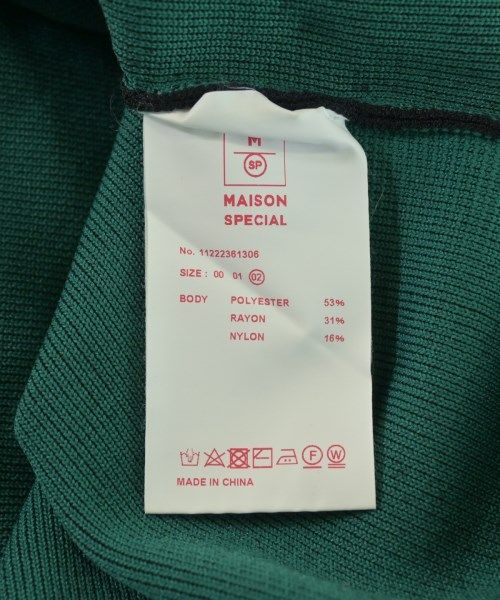 M
SP
MAISON
SPECIAL
No. 11222361306
SIZE : 00 01 02
BODY POLYESTER 53%
RAYON 31%
NYLON 16%
F W
MADE IN CHINA